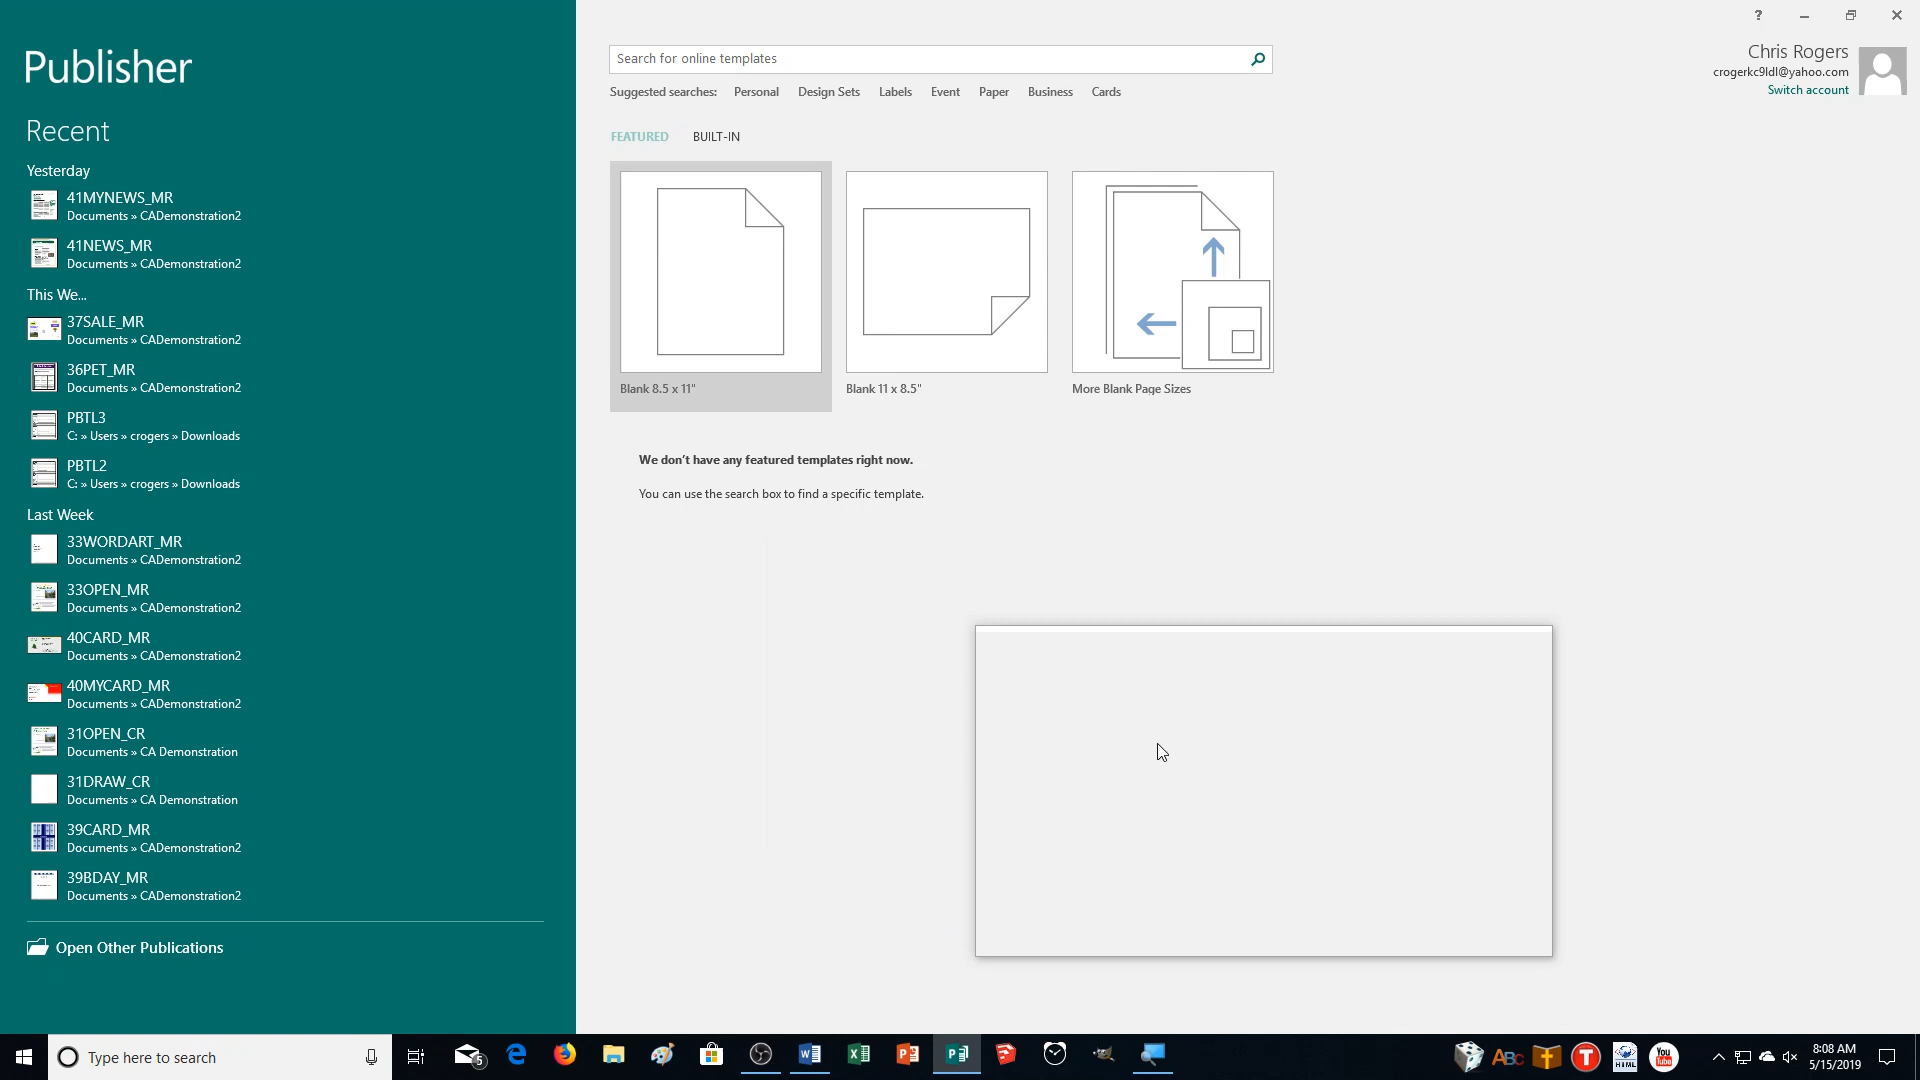 Publisher
Recent
Yesterday
41MYNEWS_MR
Documents » CADemonstration2
41NEWS_MR
Documents » CADemonstration2
This We...
37SALE_MR
Documents » CADemonstration2
36PET_MR
Documents » CADemonstration2
PBTL3
C: » Users » crogers » Downloads
PBTL2
C: » Users » crogers » Downloads
Last Week
33WORDART_MR
Documents » CADemonstration2
33OPEN_MR
Documents » CADemonstration2
40CARD_MR
Documents » CADemonstration2
40MYCARD_MR
Documents » CADemonstration2
31OPEN_CR
Documents » CA Demonstration
31DRAW_CR
Documents » CA Demonstration
39CARD_MR
Documents » CADemonstration2
39BDAY_MR
Documents » CADemonstration2
Open Other Publications
?
Search for online templates
Suggested searches: Personal Design Sets Labels Event Paper Business Cards
Chris Rogers
crogerkc9ldl@yahoo.com
Switch account
FEATURED BUILT-IN
Blank 8.5 x 11"
Blank 11 x 8.5"
More Blank Page Sizes
We don't have any featured templates right now.
You can use the search box to find a specific template.
Type here to search
5
ABC
T
HTML
You Tube
8:08 AM
5/15/2019